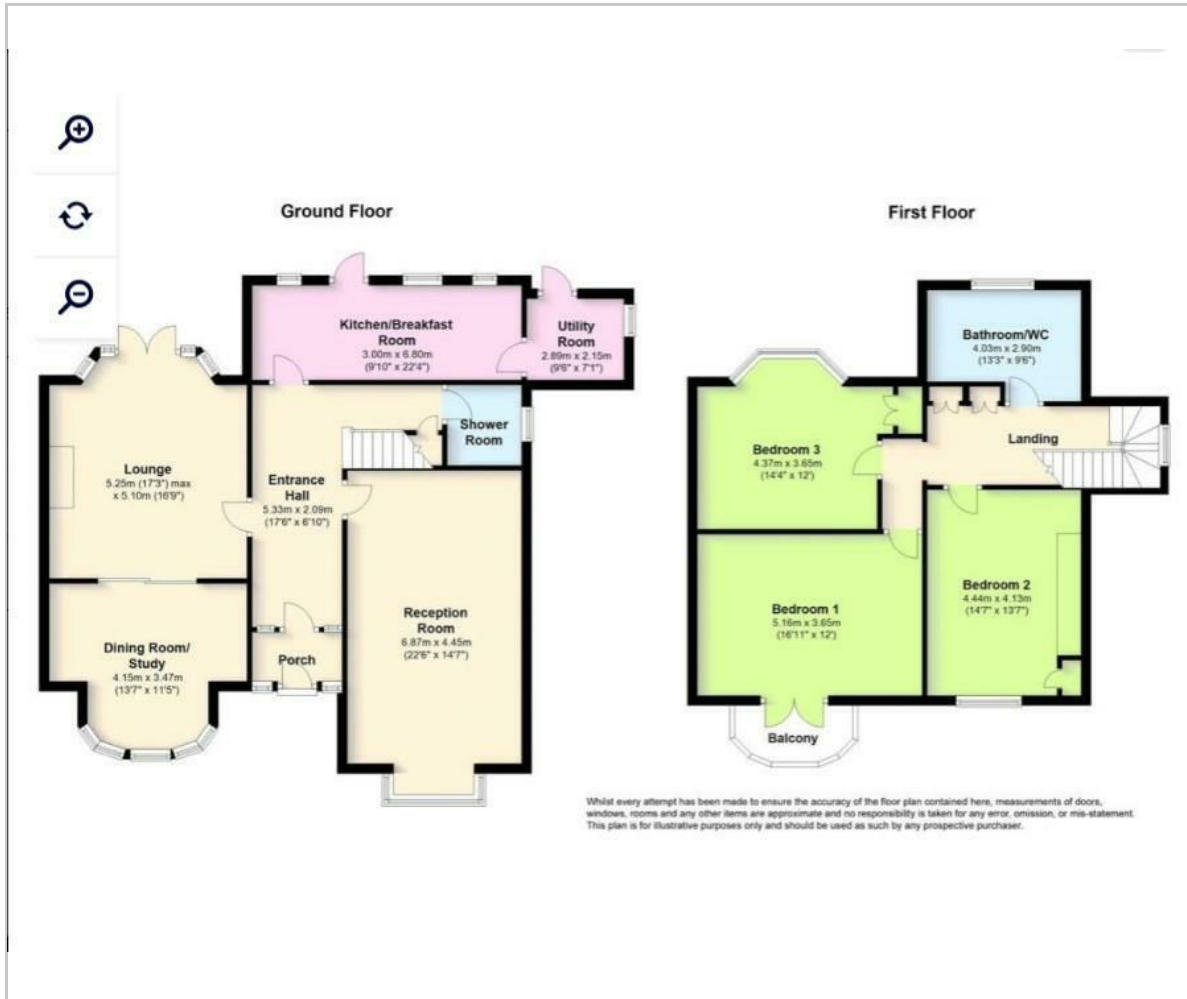 Ground Floor
Kitchen/Breakfast
Room
3.00m x 6.80m
(9'10" x 22'4")
Utility
Room
2.89m x 2.15m
(9'6" x 7'1")
Shower
Room
Lounge
5.25m (17'3") max
x 5.10m (16'9")
Entrance
Hall
5.33m x 2.09m
(17'6" x 6'10")
Reception
Room
6.87m x 4.45m
(22'6" x 14'7")
Dining Room/
Study
4.15m x 3.47m
(13'7" x 11'5")
Porch
First Floor
Bathroom/WC
4.03m x 2.90m
(13'3" x 9'6")
Landing
Bedroom 3
4.37m x 3.65m
(14'4" x 12')
Bedroom 2
4.44m x 4.13m
(14'7" x 13'7")
Bedroom 1
5.16m x 3.65m
(16'11" x 12')
Balcony
Whilst every attempt has been made to ensure the accuracy of the floor plan contained here, measurements of doors,
windows, rooms and any other items are approximate and no responsibility is taken for any error, omission, or mis-statement.
This plan is for illustrative purposes only and should be used as such by any prospective purchaser.